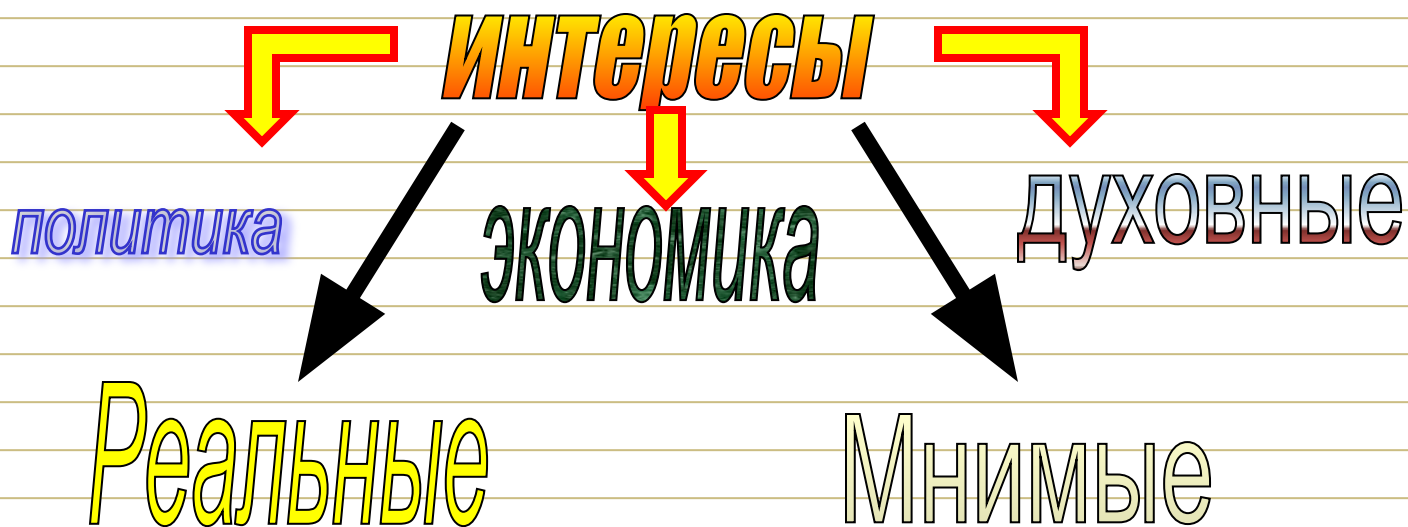 интересы
политика
экономика
духовные
Реальные
Мнимые